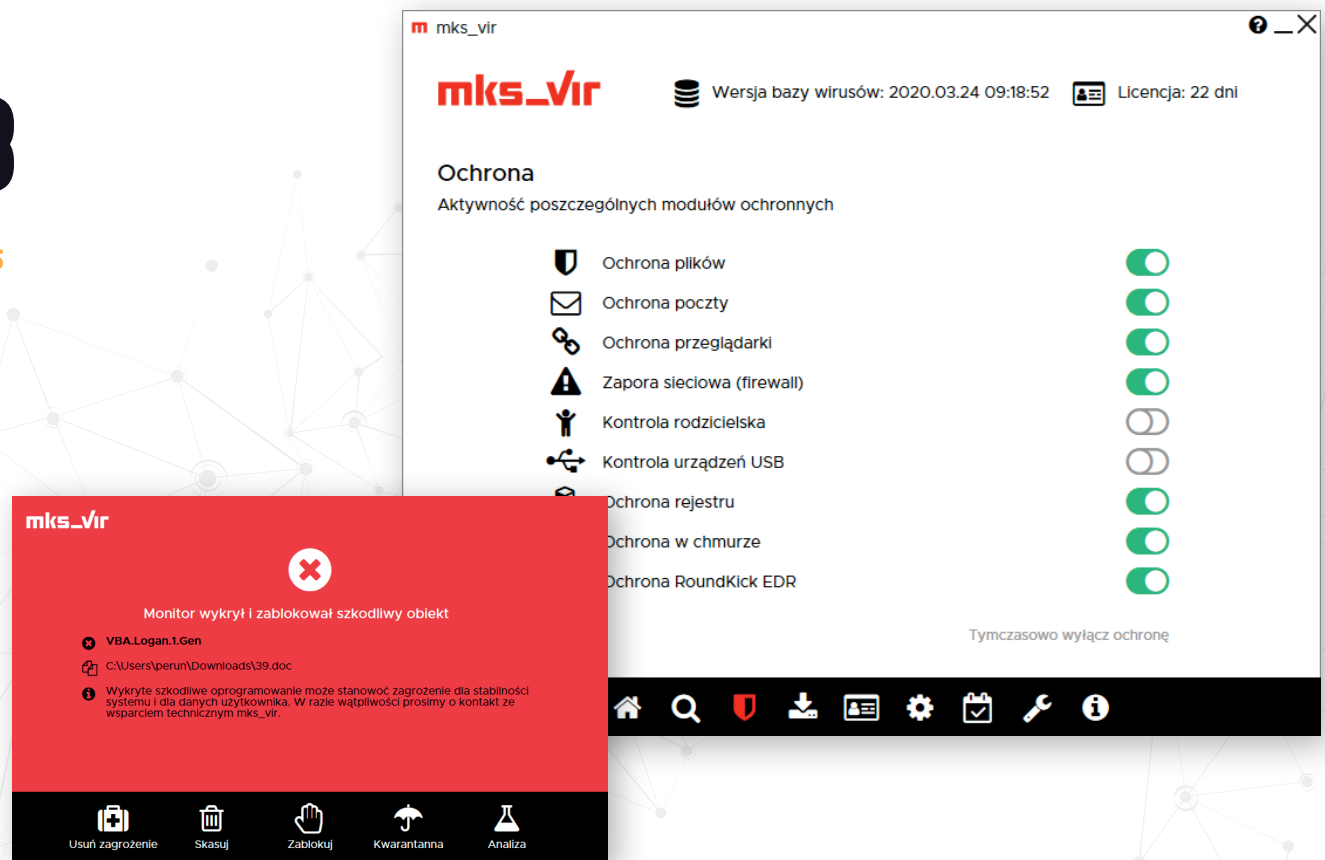 mks_vir
mks_vir
Wersja bazy wirusów: 2020.03.24 09:18:52
Licencja: 22 dni
Ochrona
Aktywność poszczególnych modułów ochronnych
Ochrona plików
Ochrona poczty
Ochrona przeglądarki
Zapora sieciowa (firewall)
Kontrola rodzicielska
Kontrola urządzeń USB
Ochrona rejestru
Ochrona w chmurze
Ochrona RoundKick EDR
Tymczasowo wyłącz ochronę
mks_vir
Monitor wykrył i zablokował szkodliwy obiekt
VBA.Logan.1.Gen
C:\Users\perun\Downloads\39.doc
Wykryte szkodliwe oprogramowanie może stanowoć zagrożenie dla stabilności
systemu i dla danych użytkownika. W razie wątpliwości prosimy o kontakt ze
wsparciem technicznym mks_vir.
Usuń zagrożenie
Skasuj
Zablokuj
Kwarantanna
Analiza